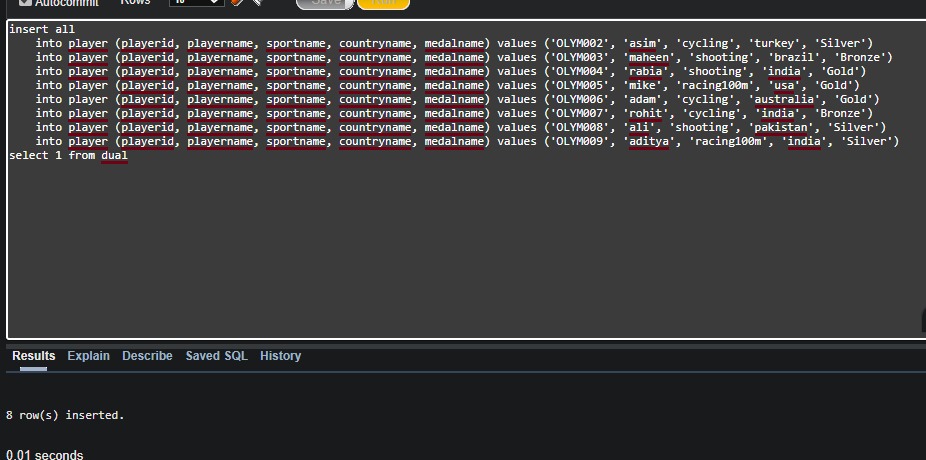 Autocommit Rows 10 Save Run
insert all
into player (playerid, playername, sportname, countryname, medalname) values ('OLYM002', 'asim', 'cycling', 'turkey', 'Silver')
into player (playerid, playername, sportname, countryname, medalname) values ('OLYM003', 'maheen', 'shooting', 'brazil', 'Bronze')
into player (playerid, playername, sportname, countryname, medalname) values ('OLYM004', 'rabia', 'shooting', 'india', 'Gold')
into player (playerid, playername, sportname, countryname, medalname) values ('OLYM005', 'mike', 'racing100m', 'usa', 'Gold')
into player (playerid, playername, sportname, countryname, medalname) values ('OLYM006', 'adam', 'cycling', 'australia', 'Gold')
into player (playerid, playername, sportname, countryname, medalname) values ('OLYM007', 'rohit', 'cycling', 'india', 'Bronze')
into player (playerid, playername, sportname, countryname, medalname) values ('OLYM008', 'ali', 'shooting', 'pakistan', 'Silver')
into player (playerid, playername, sportname, countryname, medalname) values ('OLYM009', 'aditya', 'racing100m', 'india', 'Silver')
select 1 from dual
Results Explain Describe Saved SQL History
8 row(s) inserted.
0.01 seconds